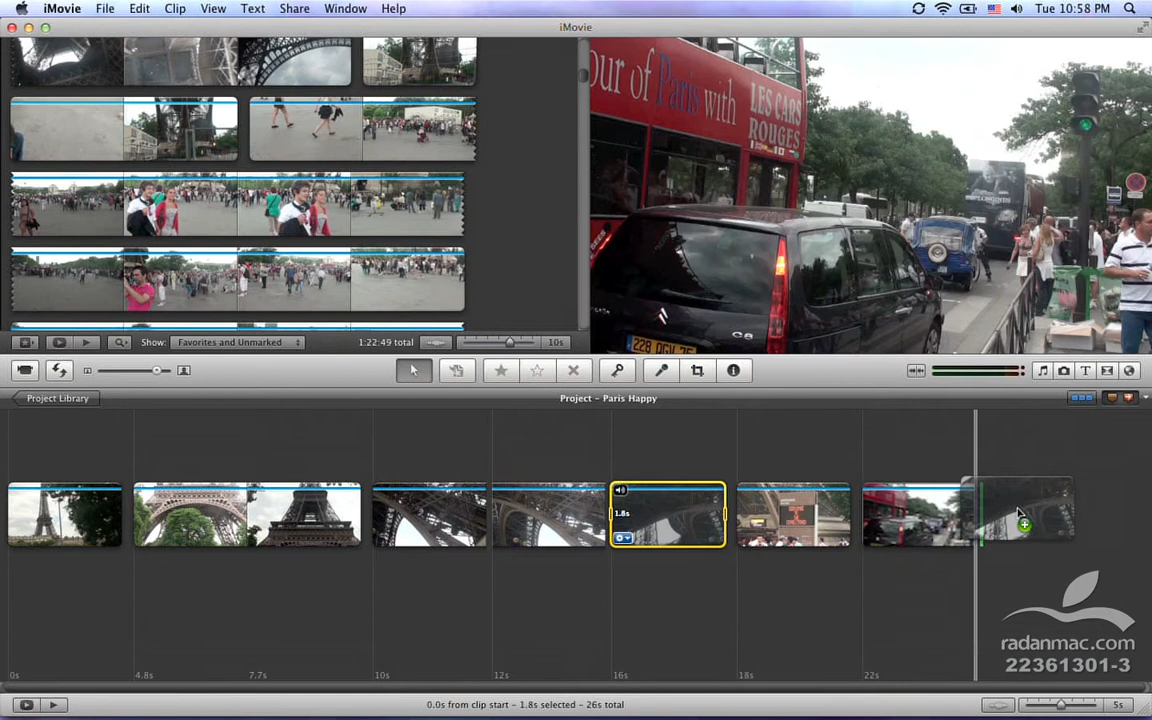 iMovie File Edit Clip View Text Share Window Help Tue 10:58 PM
iMovie
our of Paris with
LES CARS ROUGES
LONGINES
C8
Show: Favorites and Unmarked 1:22:49 total 10s
Project Library Project - Paris Happy
1.8s
0s 4.8s 7.7s 10s 12s 16s 18s 22s
radanmac.com
22361301-3
0.0s from clip start - 1.8s selected - 26s total 5s